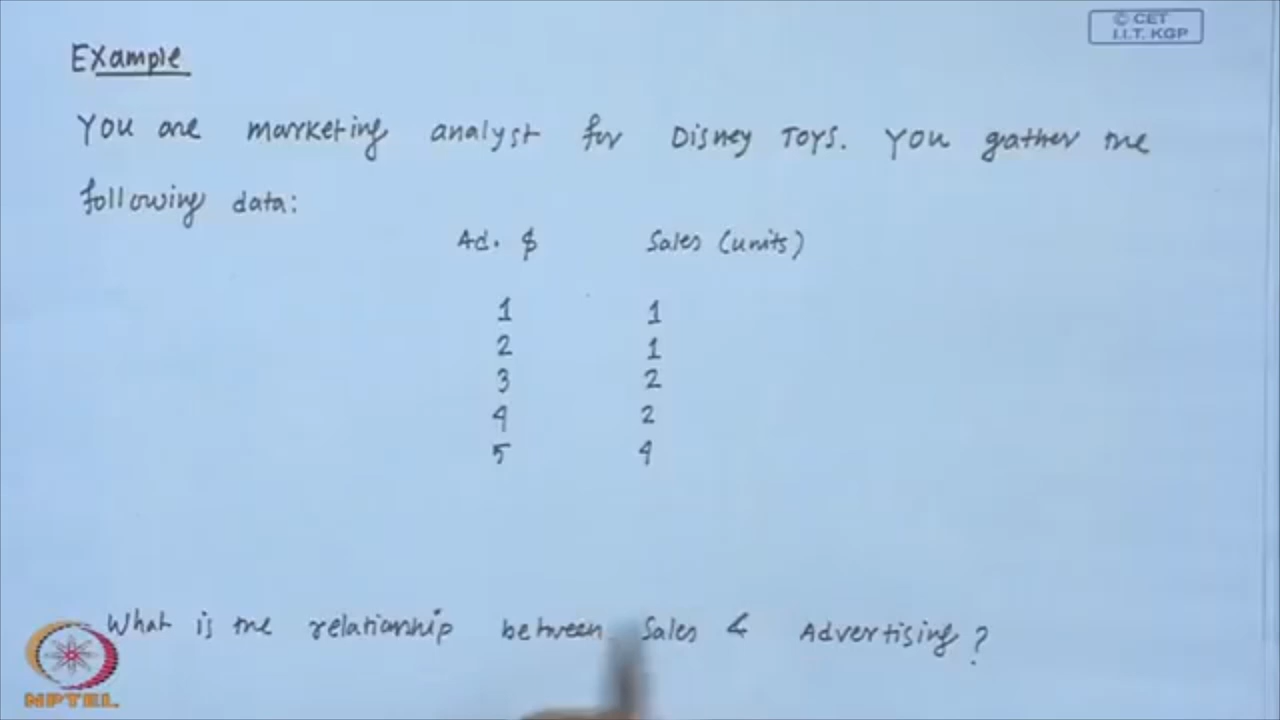 © CET
I.I.T. KGP
Example
You are marketing analyst for Disney Toys. You gather the
following data:
Ad. $ Sales (units)
1 1
2 1
3 2
4 2
5 4
What is the relationship between Sales & Advertising?
NPTEL